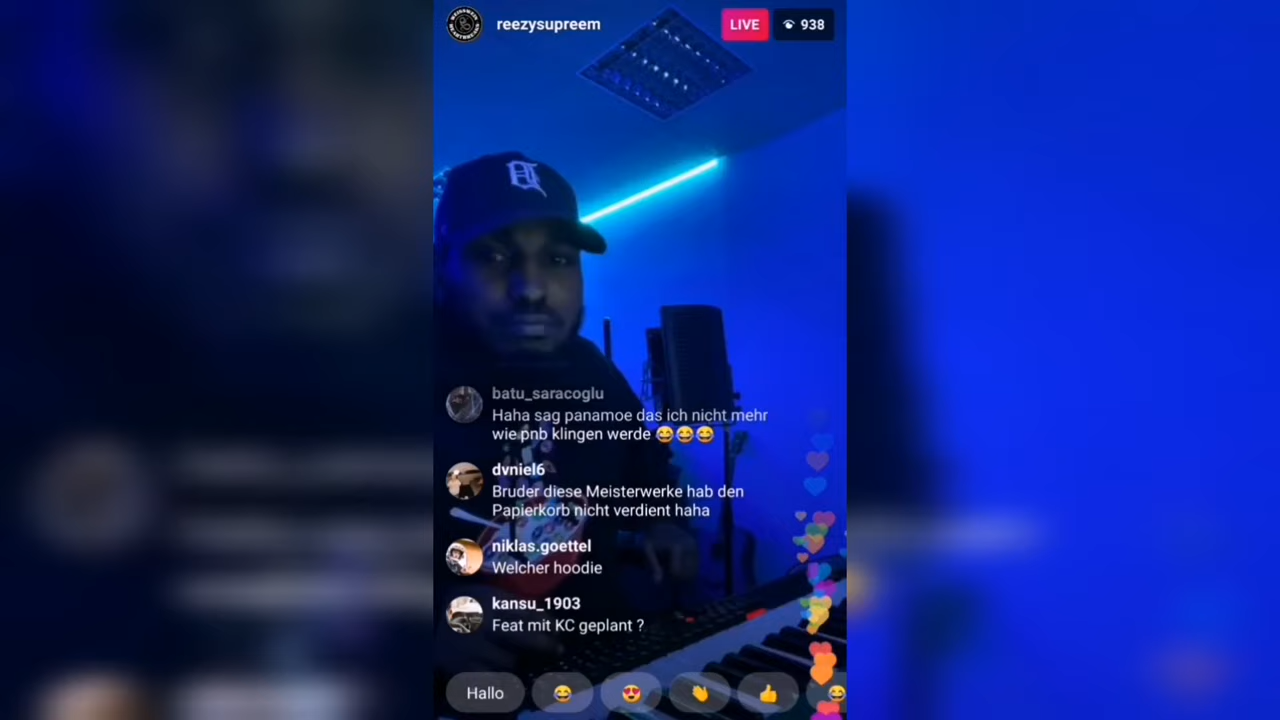 reezysupreem
LIVE
938
batu_saracoglu
Haha sag panamoe das ich nicht mehr
wie pnb klingen werde 😂😂😂
dvniel6
Bruder diese Meisterwerke hab den
Papierkorb nicht verdient haha
niklas.goettel
Welcher hoodie
kansu_1903
Feat mit KC geplant ?
Hallo 😂 😍 👋 👍 😂